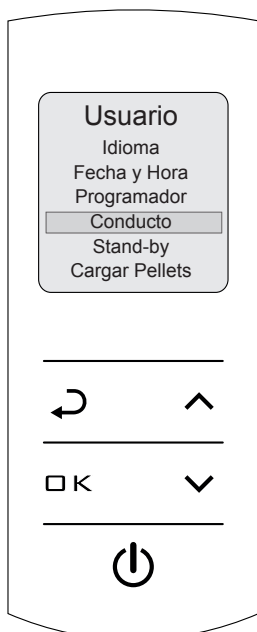 Usuario
Idioma
Fecha y Hora
Programador
Conducto
Stand-by
Cargar Pellets
OK